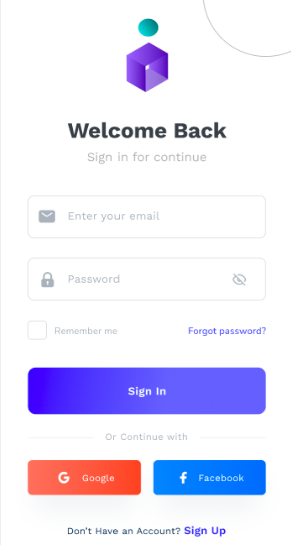 Welcome Back
Sign in for continue
Enter your email
Password
Remember me Forgot password?
Sign In
Or Continue with
G Google f Facebook
Don't Have an Account? Sign Up